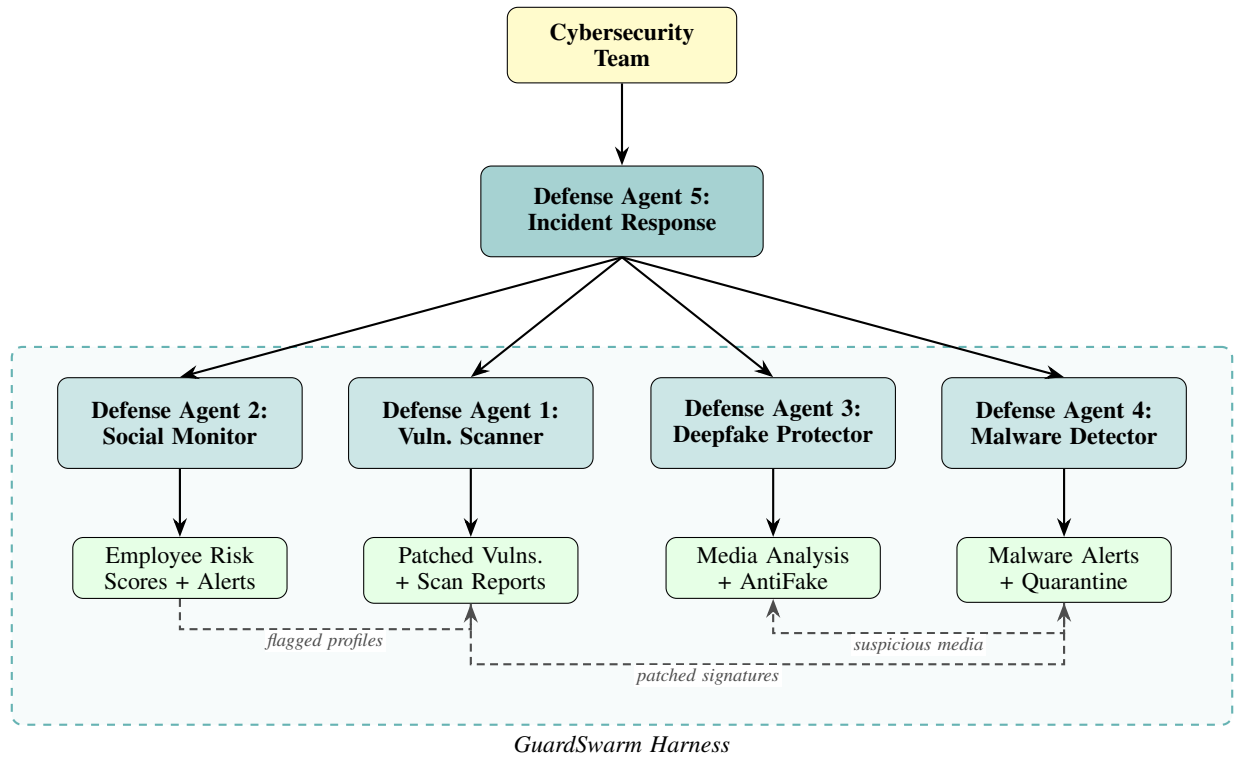 Cybersecurity
Team
Defense Agent 5:
Incident Response
Defense Agent 2:
Social Monitor
Defense Agent 1:
Vuln. Scanner
Defense Agent 3:
Deepfake Protector
Defense Agent 4:
Malware Detector
Employee Risk
Scores + Alerts
Patched Vulns.
+ Scan Reports
Media Analysis
+ AntiFake
Malware Alerts
+ Quarantine
flagged profiles
suspicious media
patched signatures
GuardSwarm Harness